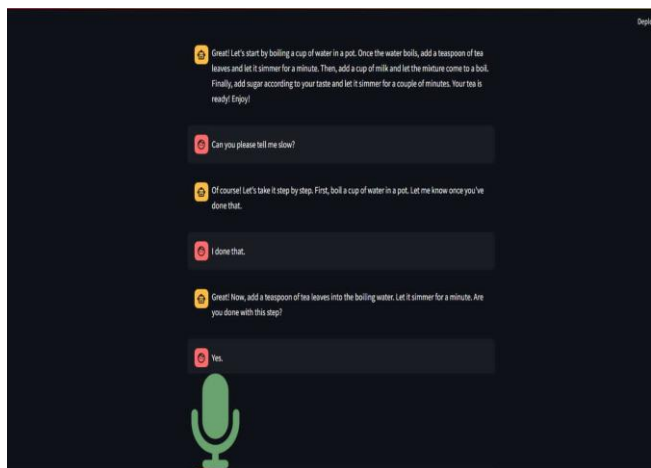 Deplo
Great! Let's start by boiling a cup of water in a pot. Once the water boils, add a teaspoon of tea
leaves and let it simmer for a minute. Then, add a cup of milk and let the mixture come to a boil.
Finally, add sugar according to your taste and let it simmer for a couple of minutes. Your tea is
ready! Enjoy!
Can you please tell me slow?
Of course! Let's take it step by step. First, boil a cup of water in a pot. Let me know once you've
done that.
I done that.
Great! Now, add a teaspoon of tea leaves into the boiling water. Let it simmer for a minute. Are
you done with this step?
Yes.